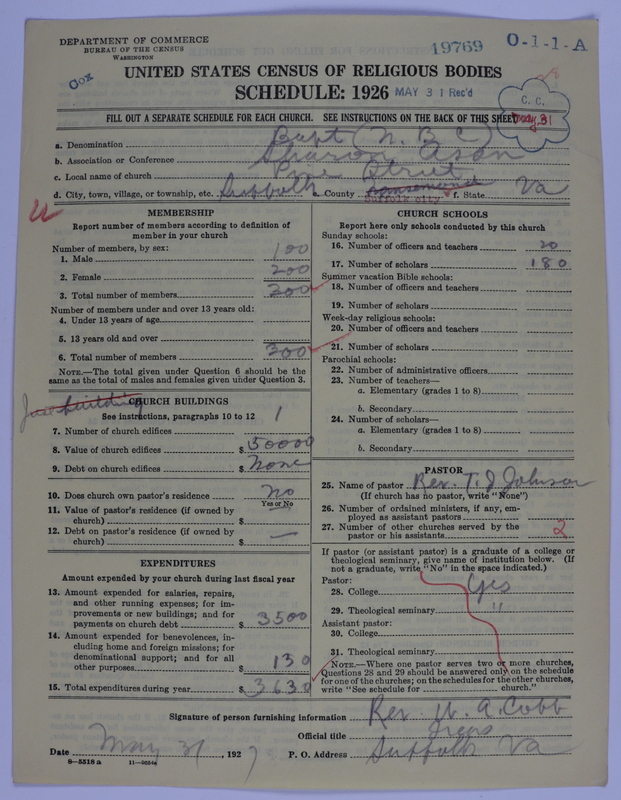 DEPARTMENT OF COMMERCE
BUREAU OF THE CENSUS
WASHINGTON
19769
O-1-1-A
Cox
UNITED STATES CENSUS OF RELIGIOUS BODIES
SCHEDULE: 1926
MAY 31 Rec'd
C. C.
May 31
FILL OUT A SEPARATE SCHEDULE FOR EACH CHURCH. SEE INSTRUCTIONS ON THE BACK OF THIS SHEET
a. Denomination Bapt (N. B. C.)
b. Association or Conference Sharon Assn
c. Local name of church Pine Street
d. City, town, village, or township, etc. Suffolk e. County Nansemond Suffolk city f. State Va
MEMBERSHIP
Report number of members according to definition of member in your church
Number of members, by sex:
1. Male 100
2. Female 200
3. Total number of members 300
Number of members under and over 13 years old:
4. Under 13 years of age
5. 13 years old and over
6. Total number of members 300
NOTE.—The total given under Question 6 should be the same as the total of males and females given under Question 3.
CHURCH BUILDINGS
See instructions, paragraphs 10 to 12
7. Number of church edifices 1
8. Value of church edifices $ 50000
9. Debt on church edifices $ None
10. Does church own pastor's residence No
Yes or No
11. Value of pastor's residence (if owned by church) $
12. Debt on pastor's residence (if owned by church) $ —
EXPENDITURES
Amount expended by your church during last fiscal year
13. Amount expended for salaries, repairs, and other running expenses; for improvements or new buildings; and for payments on church debt $ 3500
14. Amount expended for benevolences, including home and foreign missions; for denominational support; and for all other purposes $ 130
15. Total expenditures during year $ 3630
CHURCH SCHOOLS
Report here only schools conducted by this church
Sunday schools:
16. Number of officers and teachers 20
17. Number of scholars 180
Summer vacation Bible schools:
18. Number of officers and teachers
19. Number of scholars
Week-day religious schools:
20. Number of officers and teachers
21. Number of scholars
Parochial schools:
22. Number of administrative officers
23. Number of teachers—
a. Elementary (grades 1 to 8)
b. Secondary
24. Number of scholars—
a. Elementary (grades 1 to 8)
b. Secondary
PASTOR
25. Name of pastor Rev. T. J. Johnson
(If church has no pastor, write "None")
26. Number of ordained ministers, if any, employed as assistant pastors
27. Number of other churches served by the pastor or his assistants 2
If pastor (or assistant pastor) is a graduate of a college or theological seminary, give name of institution below. (If not a graduate, write "No" in the space indicated.)
Pastor:
28. College Yes
29. Theological seminary "
Assistant pastor:
30. College
31. Theological seminary
NOTE.—Where one pastor serves two or more churches, Questions 28 and 29 should be answered only on the schedule for one of the churches; on the schedules for the other churches, write "See schedule for church."
Signature of person furnishing information Rev. W. A. Cobb
Official title
Date May 31, 1927 P. O. Address Suffolk Va
8—5518 a